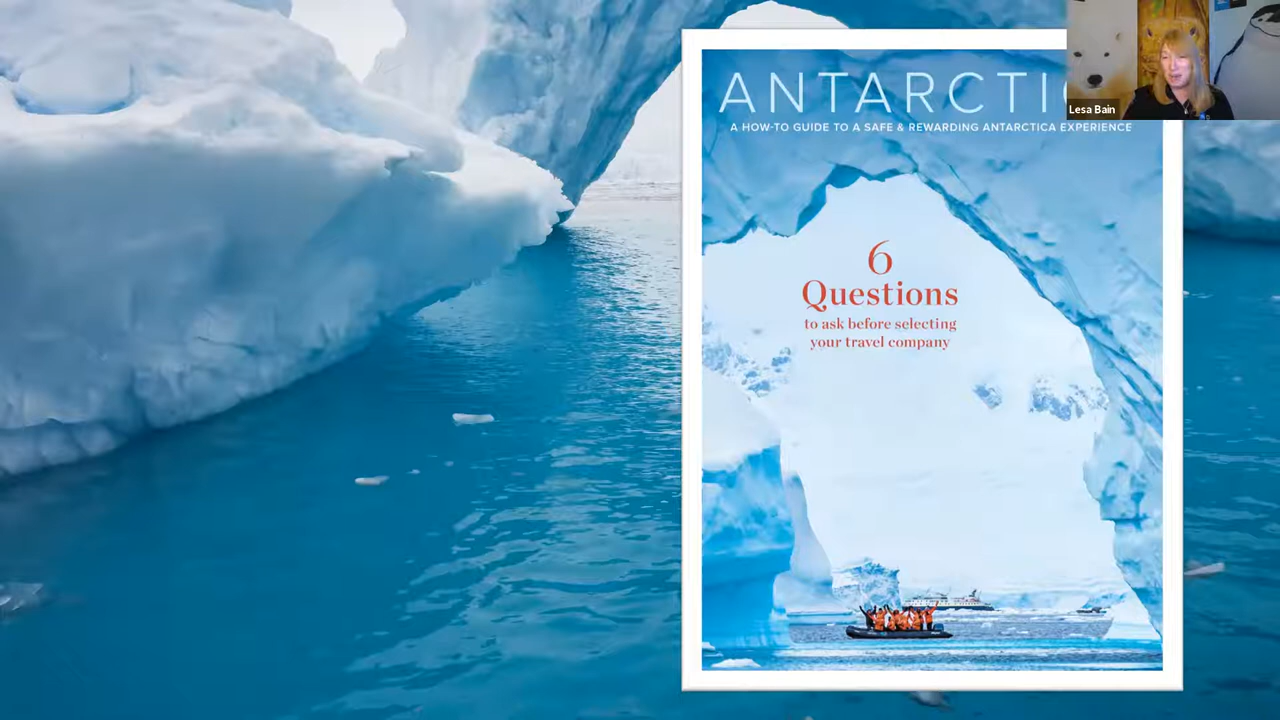 ANTARCTIC
A HOW-TO GUIDE TO A SAFE & REWARDING ANTARCTICA EXPERIENCE
Lesa Bain
6
Questions
to ask before selecting
your travel company